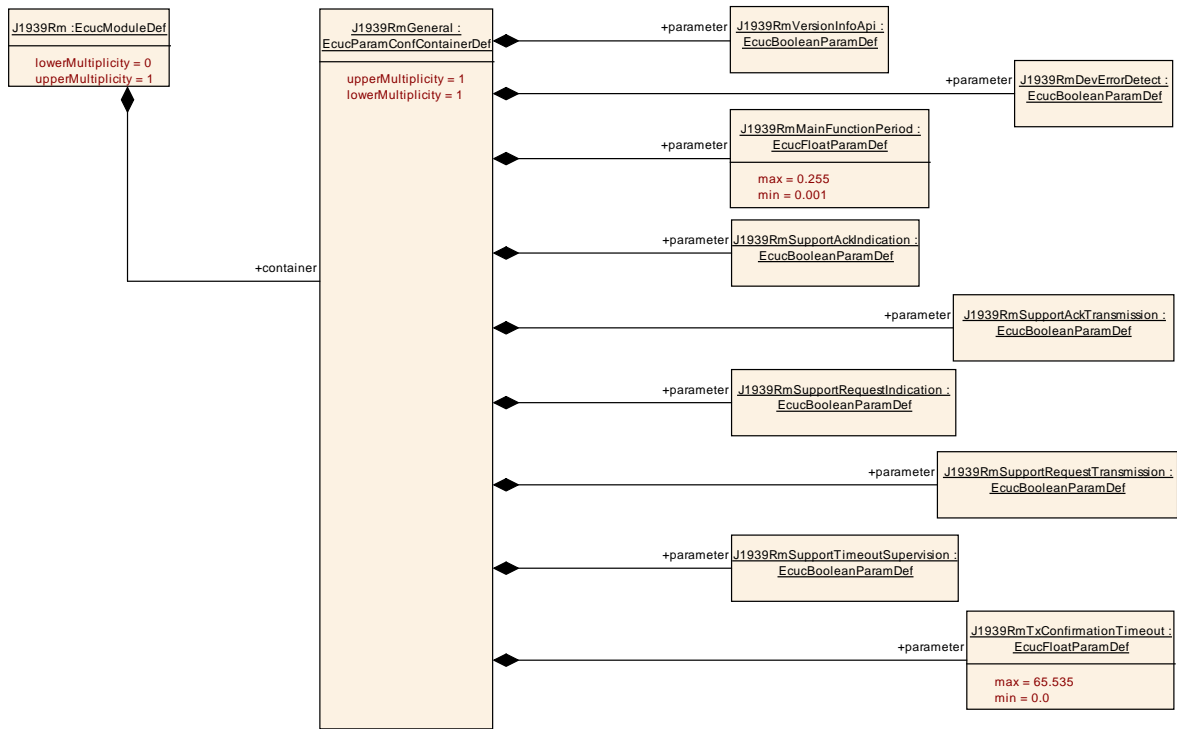 J1939Rm :EcucModuleDef
lowerMultiplicity = 0
upperMultiplicity = 1
+container
J1939RmGeneral :
EcucParamConfContainerDef
upperMultiplicity = 1
lowerMultiplicity = 1
+parameter
J1939RmVersionInfoApi :
EcucBooleanParamDef
+parameter
J1939RmDevErrorDetect :
EcucBooleanParamDef
+parameter
J1939RmMainFunctionPeriod :
EcucFloatParamDef
max = 0.255
min = 0.001
+parameter
J1939RmSupportAckIndication :
EcucBooleanParamDef
+parameter
J1939RmSupportAckTransmission :
EcucBooleanParamDef
+parameter
J1939RmSupportRequestIndication :
EcucBooleanParamDef
+parameter
J1939RmSupportRequestTransmission :
EcucBooleanParamDef
+parameter
J1939RmSupportTimeoutSupervision :
EcucBooleanParamDef
+parameter
J1939RmTxConfirmationTimeout :
EcucFloatParamDef
max = 65.535
min = 0.0